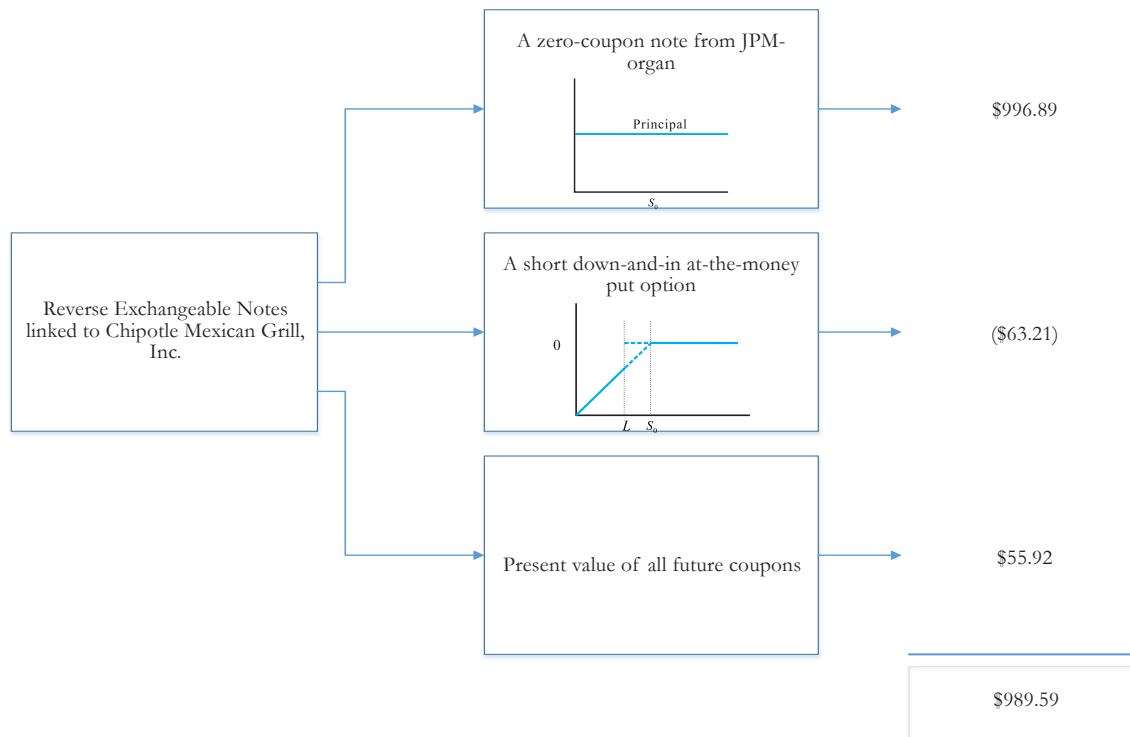 Reverse Exchangeable Notes
linked to Chipotle Mexican Grill,
Inc.
A zero-coupon note from JPM-
organ
Principal
S₀
$996.89
A short down-and-in at-the-money
put option
0
L S₀
($63.21)
Present value of all future coupons
$55.92
$989.59